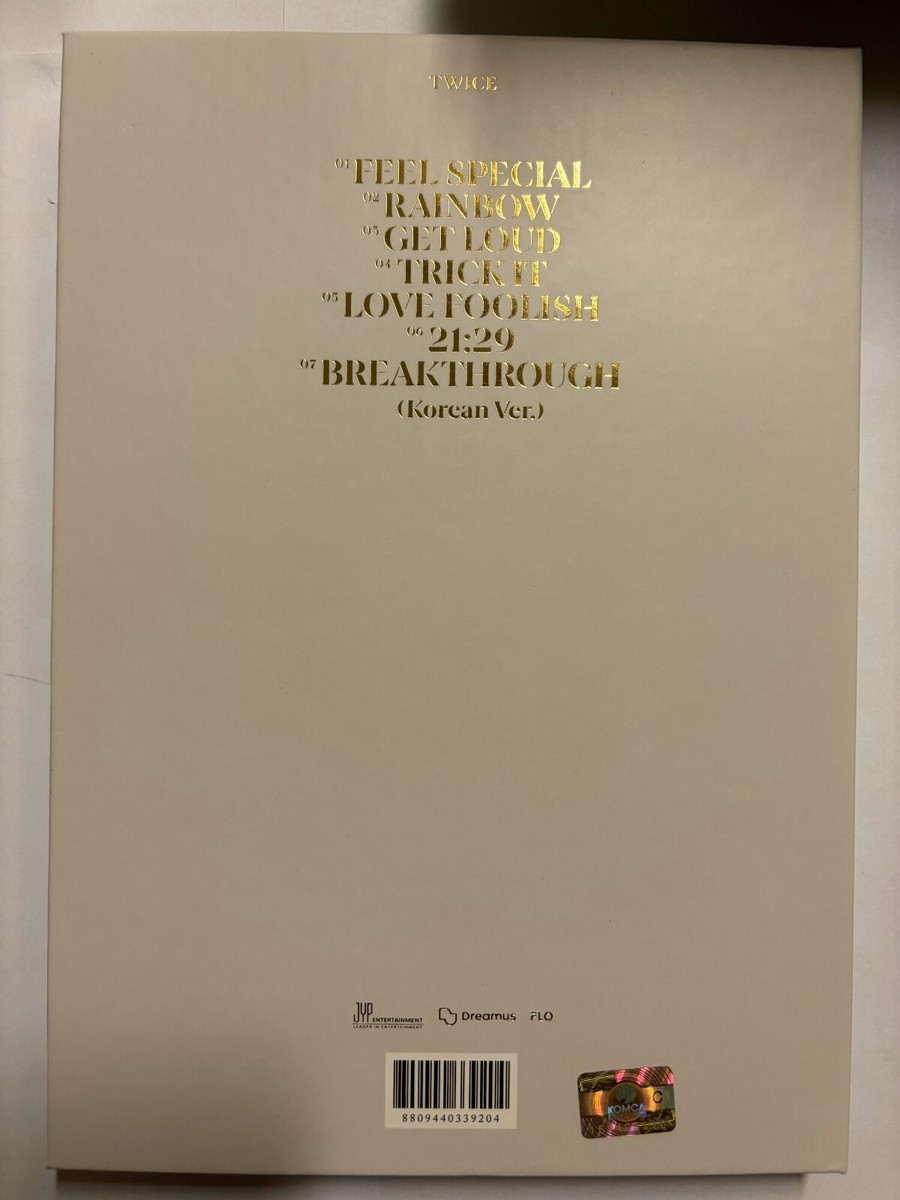 TWICE
01 FEEL SPECIAL
02 RAINBOW
03 GET LOUD
04 TRICK IT
05 LOVE FOOLISH
06 21:29
07 BREAKTHROUGH
(Korean Ver.)
JYP ENTERTAINMENT
LEADER IN ENTERTAINMENT
Dreamus
FLO
8809440339204
KOMCA
C